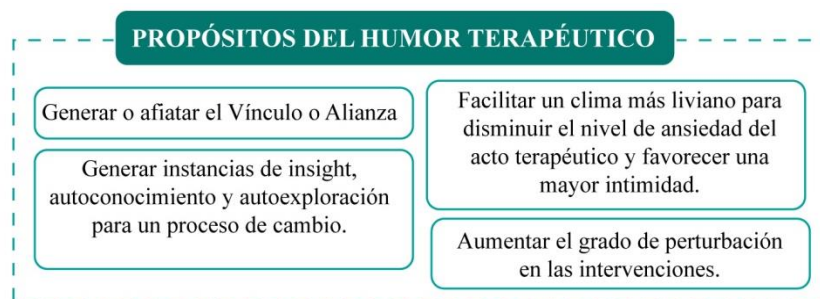 PROPÓSITOS DEL HUMOR TERAPÉUTICO
Generar o afiatar el Vínculo o Alianza
Generar instancias de insight,
autoconocimiento y autoexploración
para un proceso de cambio.
Facilitar un clima más liviano para
disminuir el nivel de ansiedad del
acto terapéutico y favorecer una
mayor intimidad.
Aumentar el grado de perturbación
en las intervenciones.